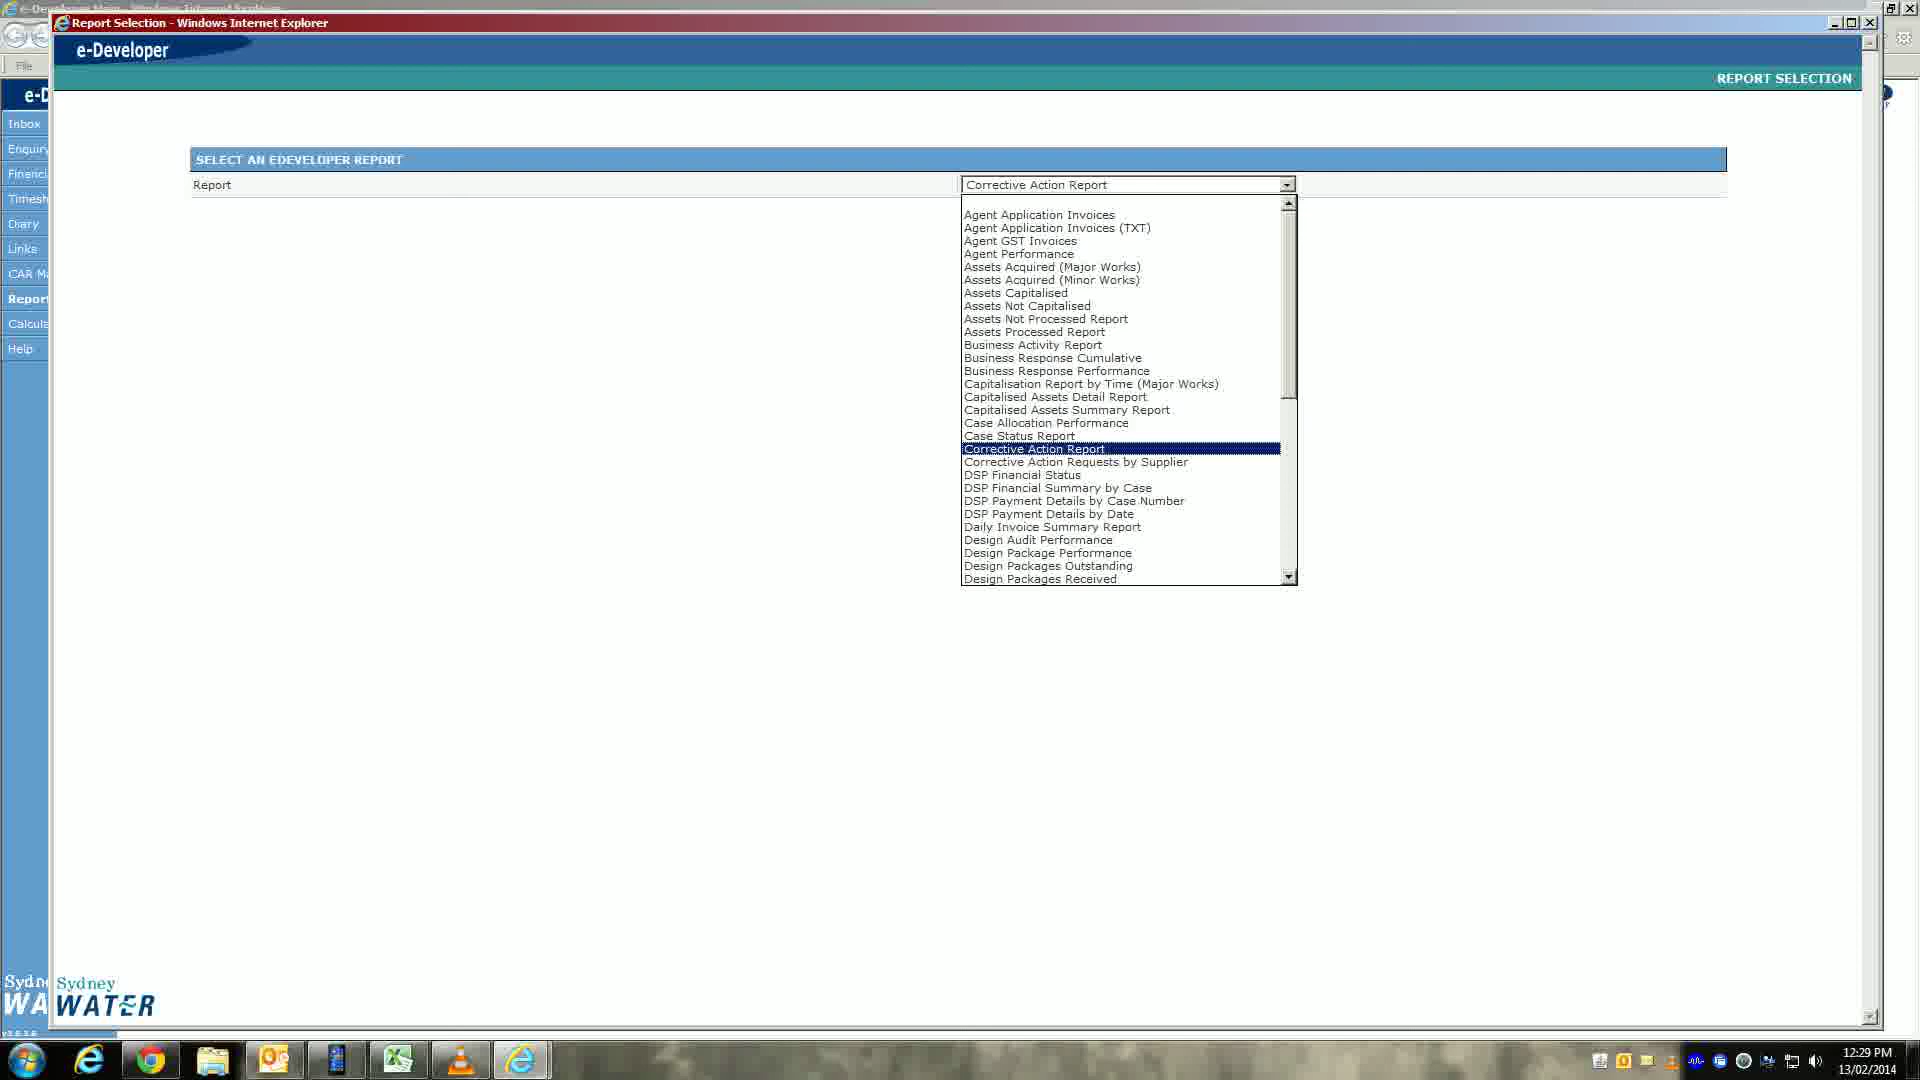 Report Selection - Windows Internet Explorer
e-Developer
REPORT SELECTION
File
e-D
Inbox
Enquiry
Financi
Timesh
Diary
Links
CAR Ma
Report
Calcula
Help
SELECT AN EDEVELOPER REPORT
Report
Corrective Action Report
Agent Application Invoices
Agent Application Invoices (TXT)
Agent GST Invoices
Agent Performance
Assets Acquired (Major Works)
Assets Acquired (Minor Works)
Assets Capitalised
Assets Not Capitalised
Assets Not Processed Report
Assets Processed Report
Business Activity Report
Business Response Cumulative
Business Response Performance
Capitalisation Report by Time (Major Works)
Capitalised Assets Detail Report
Capitalised Assets Summary Report
Case Allocation Performance
Case Status Report
Corrective Action Report
Corrective Action Requests by Supplier
DSP Financial Status
DSP Financial Summary by Case
DSP Payment Details by Case Number
DSP Payment Details by Date
Daily Invoice Summary Report
Design Audit Performance
Design Package Performance
Design Packages Outstanding
Design Packages Received
Sydne
WA
Sydney
WATER
12:29 PM
13/02/2014